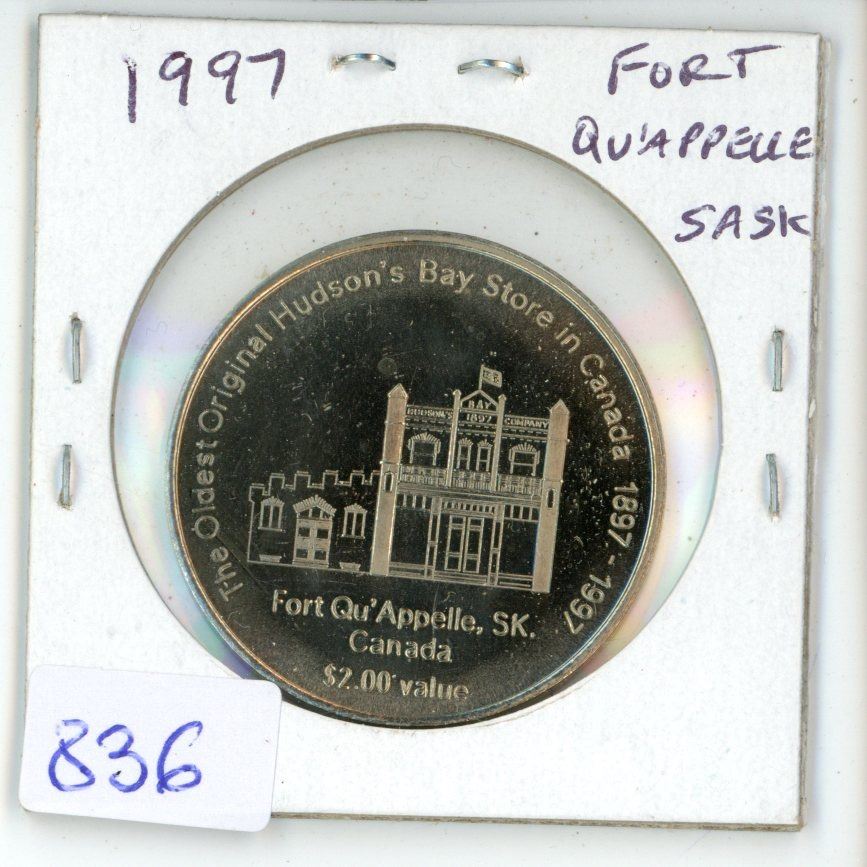 1997
FORT
QU'APPELLE
SASK
The Oldest Original Hudson's Bay Store in Canada 1897-1997
BAY
HUDSON'S 1897 COMPANY
Fort Qu'Appelle, SK.
Canada
$2.00 value
836